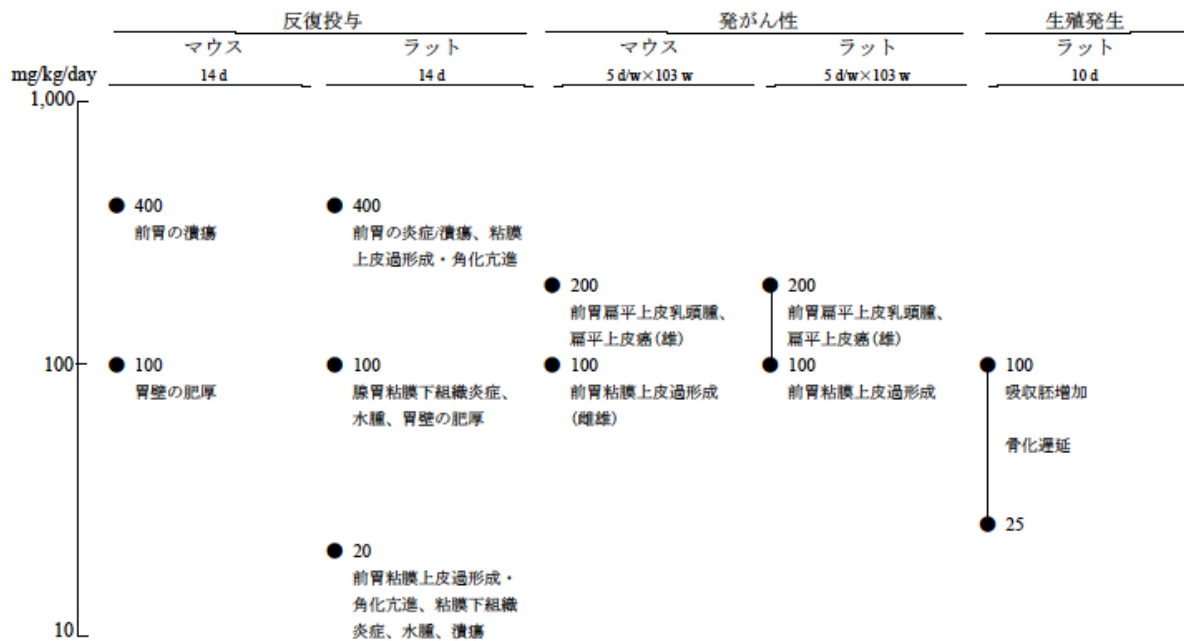 反復投与
発がん性
生殖発生
マウス
ラット
マウス
ラット
ラット
mg/kg/day
14 d
14 d
5 d/w×103 w
5 d/w×103 w
10 d
1,000
100
10
400
前胃の潰瘍
100
胃壁の肥厚
400
前胃の炎症/潰瘍、粘膜
上皮過形成・角化亢進
100
腺胃粘膜下組織炎症、
水腫、胃壁の肥厚
20
前胃粘膜上皮過形成・
角化亢進、粘膜下組織
炎症、水腫、潰瘍
200
前胃扁平上皮乳頭腫、
扁平上皮癌(雄)
100
前胃粘膜上皮過形成
(雌雄)
200
前胃扁平上皮乳頭腫、
扁平上皮癌(雄)
100
前胃粘膜上皮過形成
100
吸収胚増加
骨化遅延
25